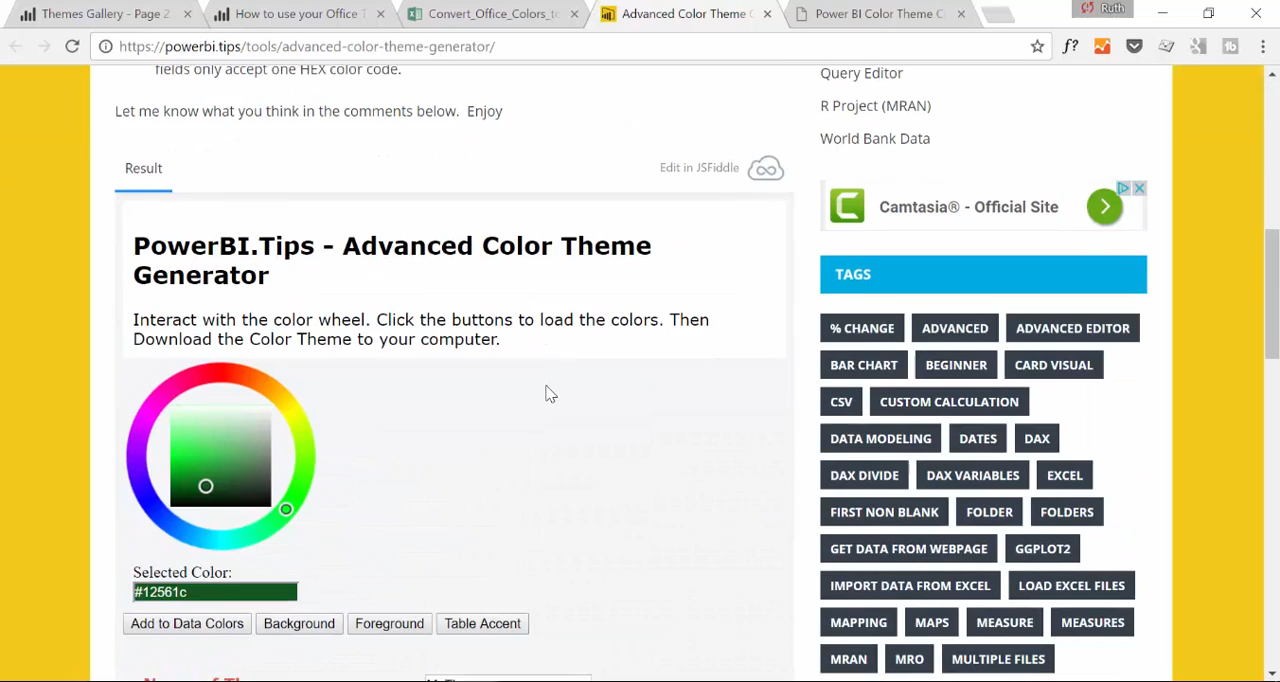 Themes Gallery - Page 2
How to use your Office T
Convert_Office_Colors_to
Advanced Color Theme G
Power BI Color Theme G
Ruth
https://powerbi.tips/tools/advanced-color-theme-generator/
f?
fields only accept one HEX color code.
Let me know what you think in the comments below. Enjoy
Result
Edit in JSFiddle
PowerBI.Tips - Advanced Color Theme
Generator
Interact with the color wheel. Click the buttons to load the colors. Then
Download the Color Theme to your computer.
Selected Color:
#12561c
Add to Data Colors
Background
Foreground
Table Accent
Query Editor
R Project (MRAN)
World Bank Data
Camtasia® - Official Site
TAGS
% CHANGE
ADVANCED
ADVANCED EDITOR
BAR CHART
BEGINNER
CARD VISUAL
CSV
CUSTOM CALCULATION
DATA MODELING
DATES
DAX
DAX DIVIDE
DAX VARIABLES
EXCEL
FIRST NON BLANK
FOLDER
FOLDERS
GET DATA FROM WEBPAGE
GGPLOT2
IMPORT DATA FROM EXCEL
LOAD EXCEL FILES
MAPPING
MAPS
MEASURE
MEASURES
MRAN
MRO
MULTIPLE FILES